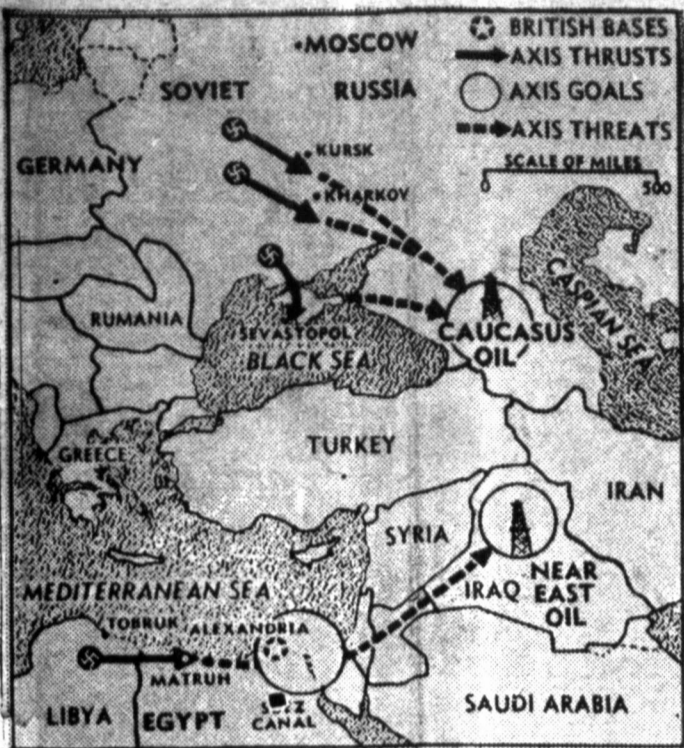 •MOSCOW
BRITISH BASES
AXIS THRUSTS
AXIS GOALS
AXIS THREATS
SCALE OF MILES
0 500
SOVIET RUSSIA
GERMANY
•KURSK
•KHARKOV
CASPIAN SEA
RUMANIA
SEVASTOPOL
BLACK SEA
CAUCASUS
OIL
TURKEY
GREECE
IRAN
SYRIA
MEDITERRANEAN SEA
IRAQ
NEAR
EAST
OIL
TOBRUK
ALEXANDRIA
MATRUH
LIBYA
EGYPT
SUEZ
CANAL
SAUDI ARABIA